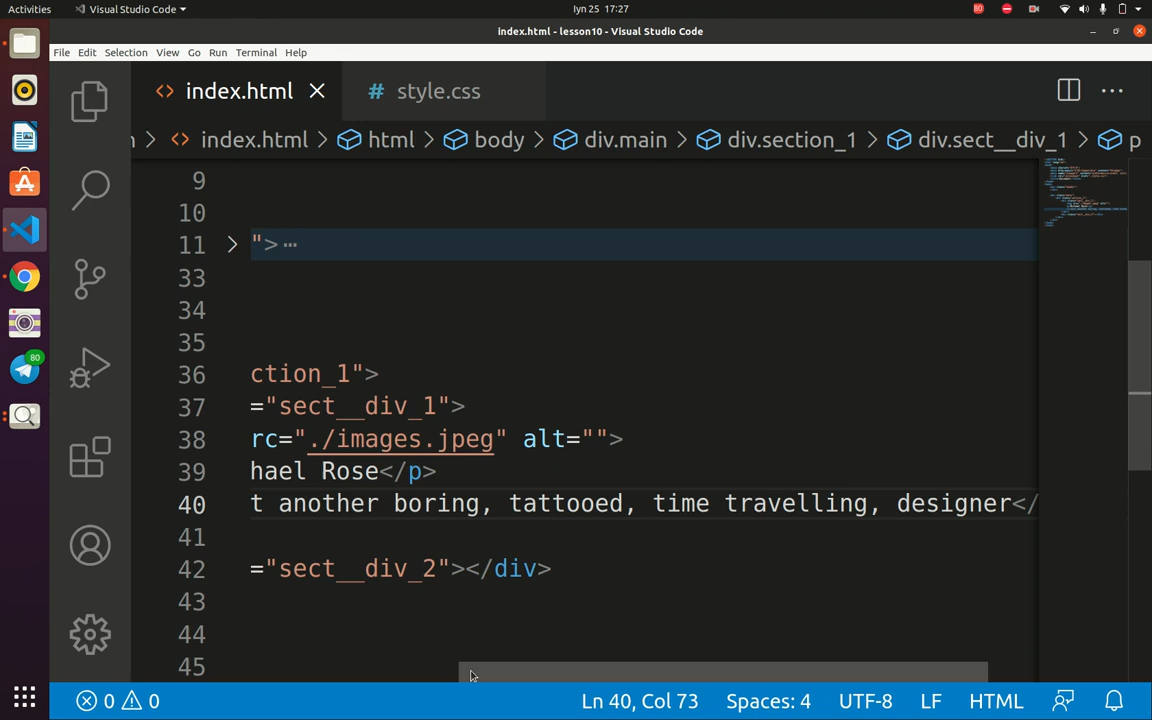 Activities
Visual Studio Code
Iyn 25 17:27
80
index.html - lesson10 - Visual Studio Code
File Edit Selection View Go Run Terminal Help
index.html
# style.css
index.html > html > body > div.main > div.section_1 > div.sect__div_1 > p
9
10
11 "> ⋯
33
34
35
36 ction_1">
37 ="sect__div_1">
38 rc="./images.jpeg" alt="">
39 hael Rose</p>
40 t another boring, tattooed, time travelling, designer</
41
42 ="sect__div_2"></div>
43
44
45
80
0 0
Ln 40, Col 73 Spaces: 4 UTF-8 LF HTML